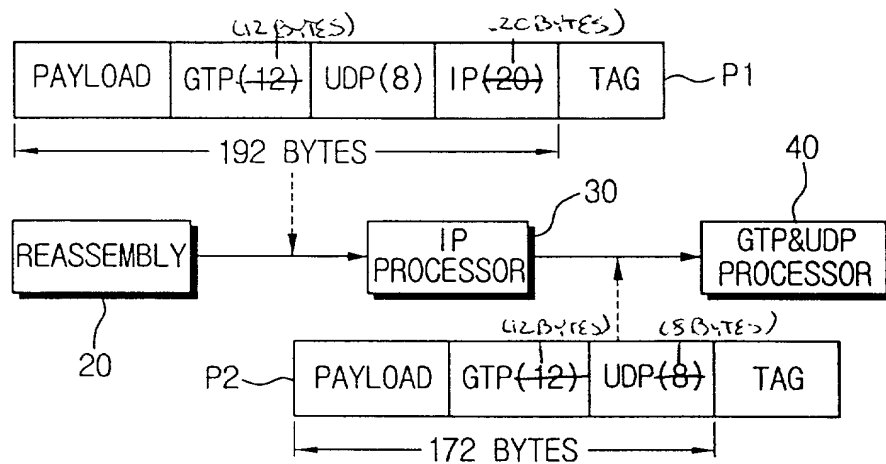 (12 BYTES) (20 BYTES)
PAYLOAD GTP(12) UDP(8) IP(20) TAG P1
192 BYTES
40
30
REASSEMBLY IP PROCESSOR GTP&UDP PROCESSOR
20
(12 BYTES) (8 BYTES)
P2 PAYLOAD GTP(12) UDP(8) TAG
172 BYTES